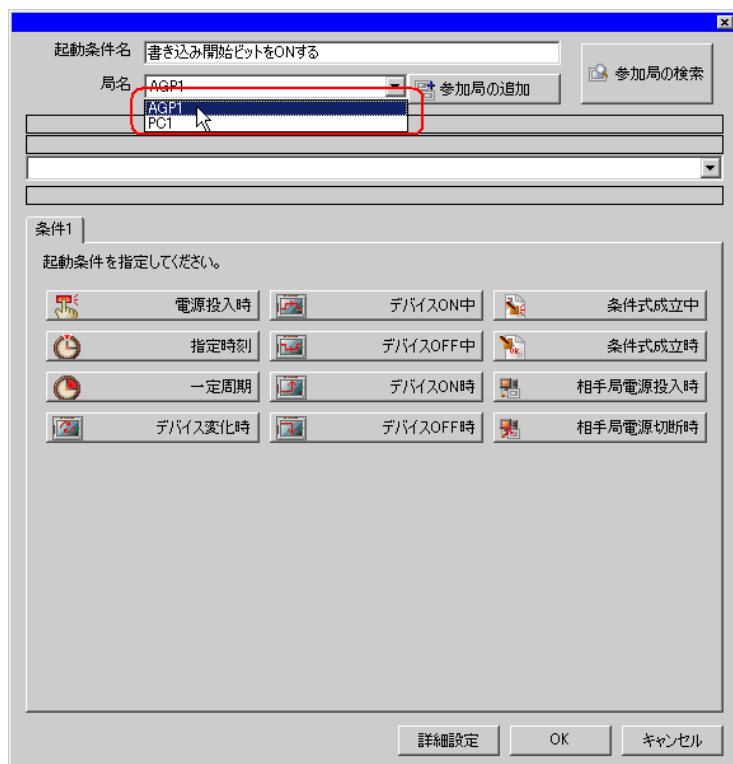 起動条件名 書き込み開始ビットをONする
参加局の検索
局名 AGP1 参加局の追加
AGP1
PC1
条件1
起動条件を指定してください。
電源投入時 デバイスON中 条件式成立中
指定時刻 デバイスOFF中 条件式成立時
一定周期 デバイスON時 相手局電源投入時
デバイス変化時 デバイスOFF時 相手局電源切断時
詳細設定 OK キャンセル